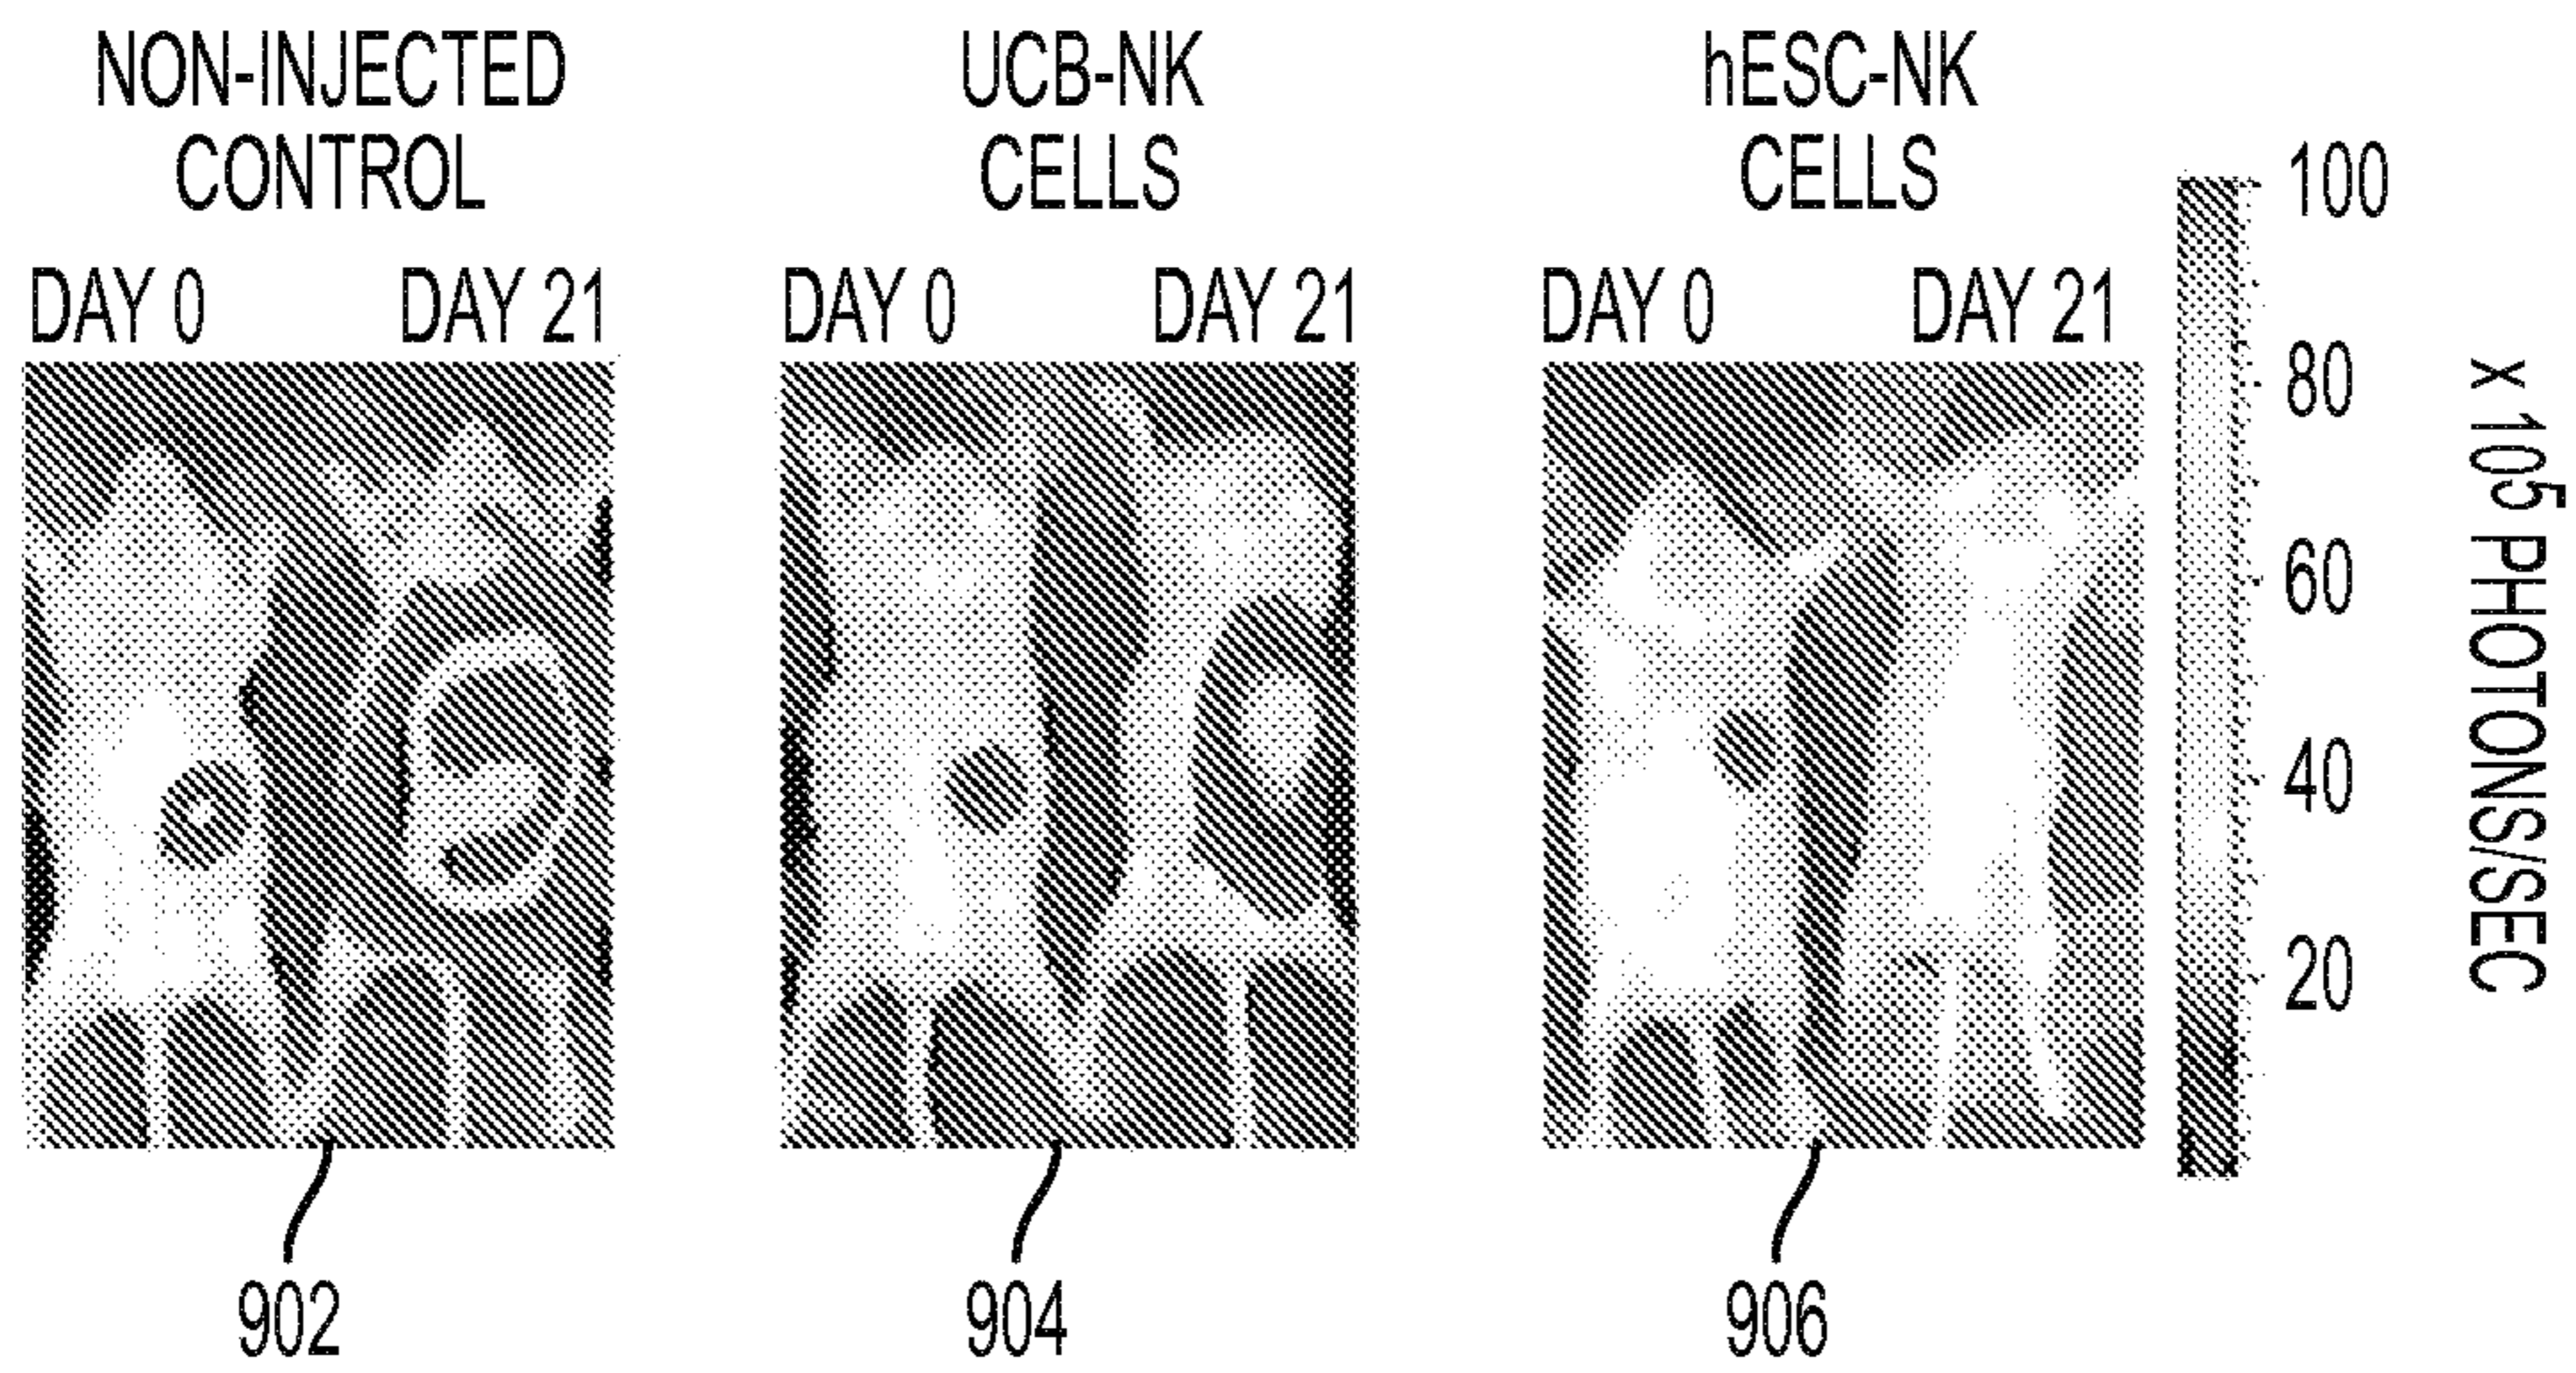 NON-INJECTED
CONTROL
UCB-NK
CELLS
hESC-NK
CELLS
DAY 0
DAY 21
DAY 0
DAY 21
DAY 0
DAY 21
100
80
60
40
20
x 10⁵ PHOTONS/SEC
902
904
906